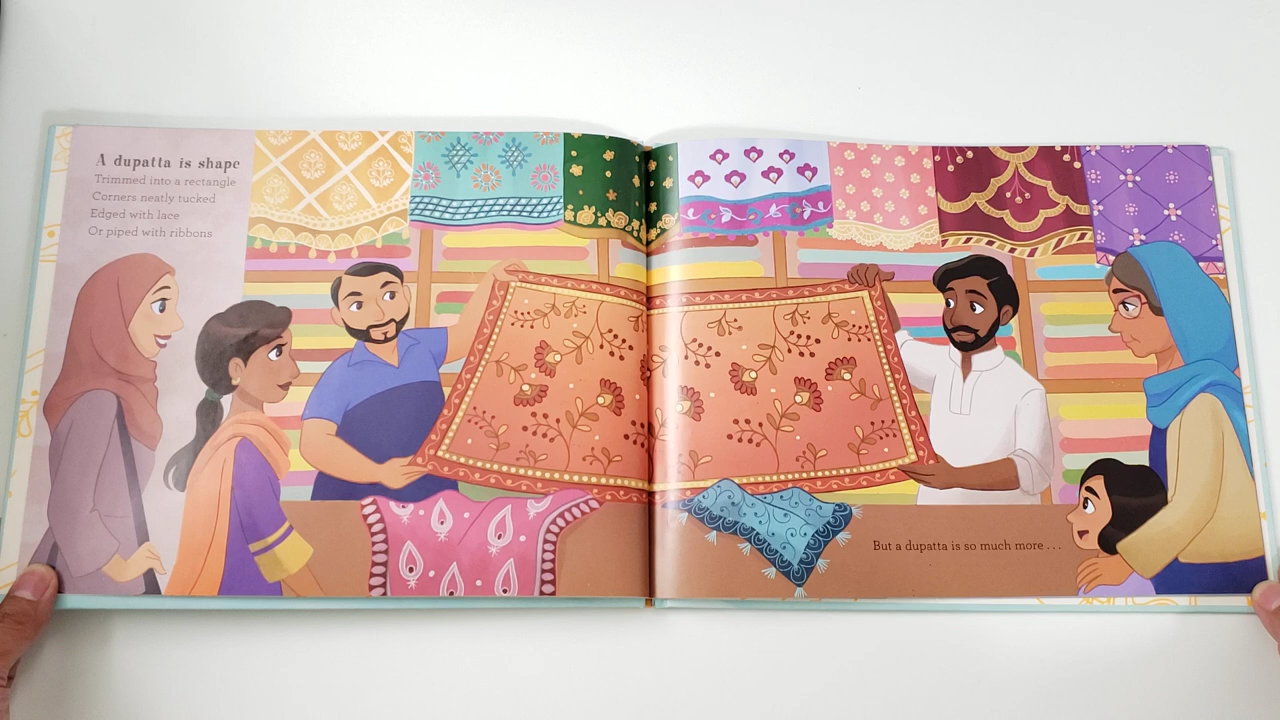 A dupatta is shape
Trimmed into a rectangle
Corners neatly tucked
Edged with lace
Or piped with ribbons
But a dupatta is so much more . . .